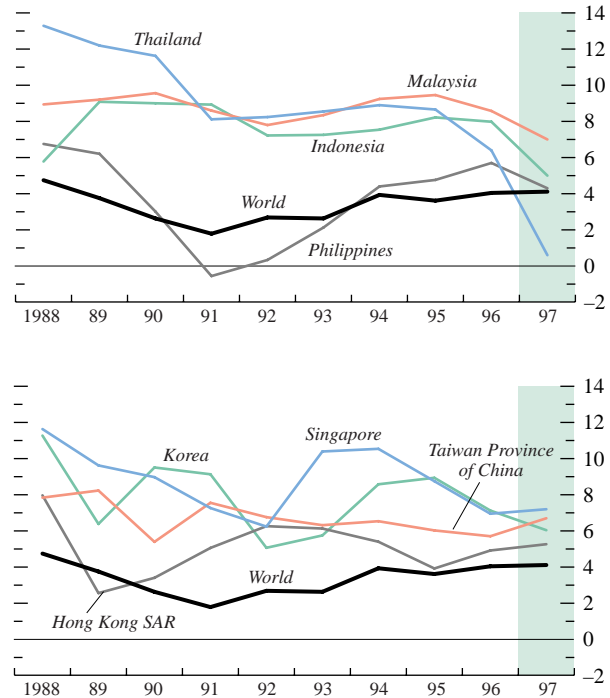 14
Thailand
12
10
Malaysia
8
Indonesia
6
4
World
2
Philippines
0
–2
1988 89 90 91 92 93 94 95 96 97
14
12
Singapore
Korea
Taiwan Province
of China
10
8
6
4
World
2
Hong Kong SAR
0
–2
1988 89 90 91 92 93 94 95 96 97